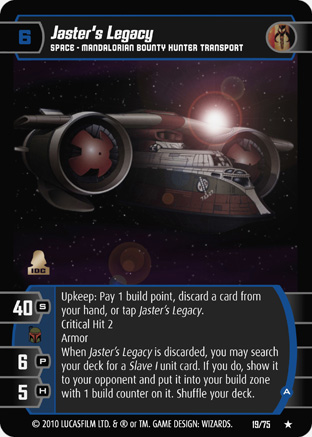 6
Jaster's Legacy
SPACE - MANDALORIAN BOUNTY HUNTER TRANSPORT
IDC
40 S
6 P
5 H
Upkeep: Pay 1 build point, discard a card from
your hand, or tap Jaster's Legacy.
Critical Hit 2
Armor
When Jaster's Legacy is discarded, you may search
your deck for a Slave I unit card. If you do, show it
to your opponent and put it into your build zone
with 1 build counter on it. Shuffle your deck.
A
© 2010 LUCASFILM LTD. & ® or TM. GAME DESIGN: WIZARDS.
19/75 ★